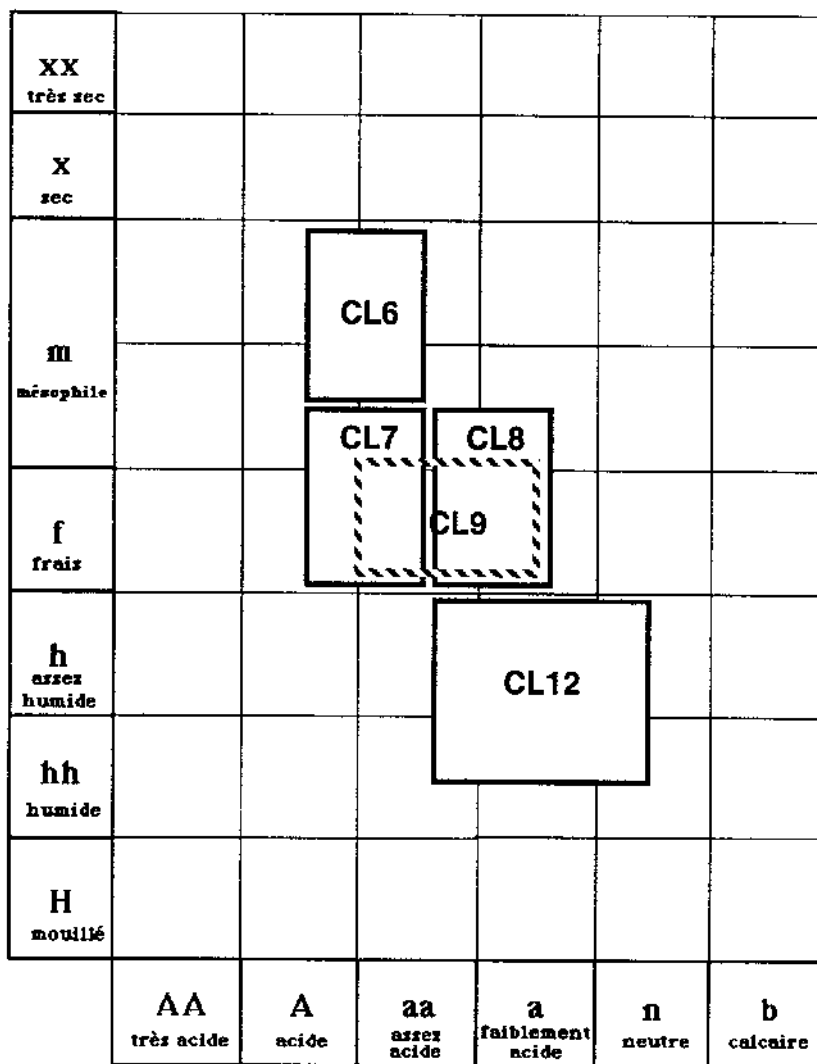 xx
très sec
x
sec
CL6
m
mésophile
CL7
CL8
f
frais
CL9
h
assez
humide
CL12
hh
humide
H
mouillé
AA
très acide
A
acide
aa
assez
acide
a
faiblement
acide
n
neutre
b
calcaire